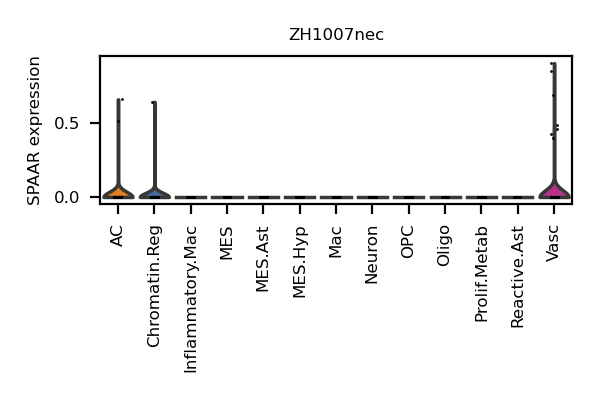 ZH1007nec
SPAAR expression
0.5
0.0
AC
Chromatin.Reg
Inflammatory.Mac
MES
MES.Ast
MES.Hyp
Mac
Neuron
OPC
Oligo
Prolif.Metab
Reactive.Ast
Vasc